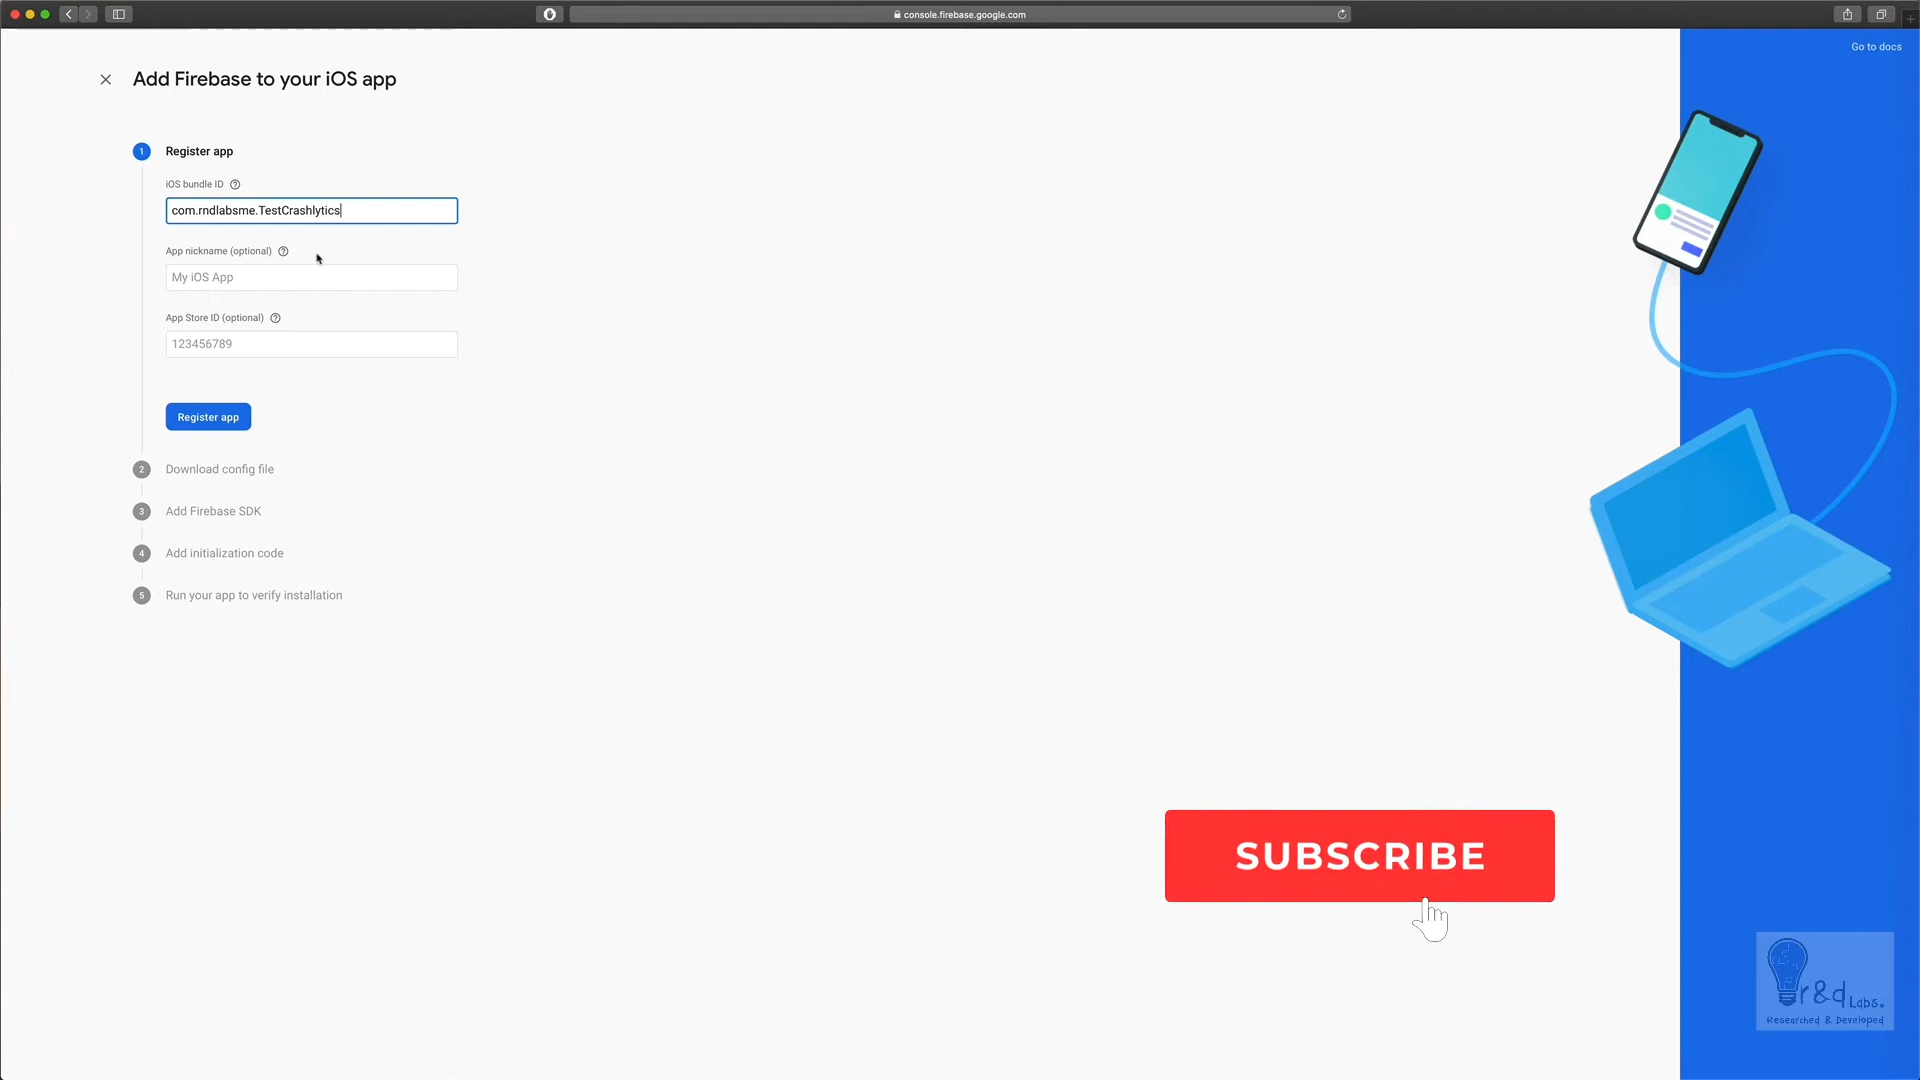 console.firebase.google.com
Go to docs
Add Firebase to your iOS app
1 Register app
iOS bundle ID
com.rndlabsme.TestCrashlytics
App nickname (optional)
My iOS App
App Store ID (optional)
123456789
Register app
2 Download config file
3 Add Firebase SDK
4 Add initialization code
5 Run your app to verify installation
SUBSCRIBE
r&d Labs.
Researched & Developed